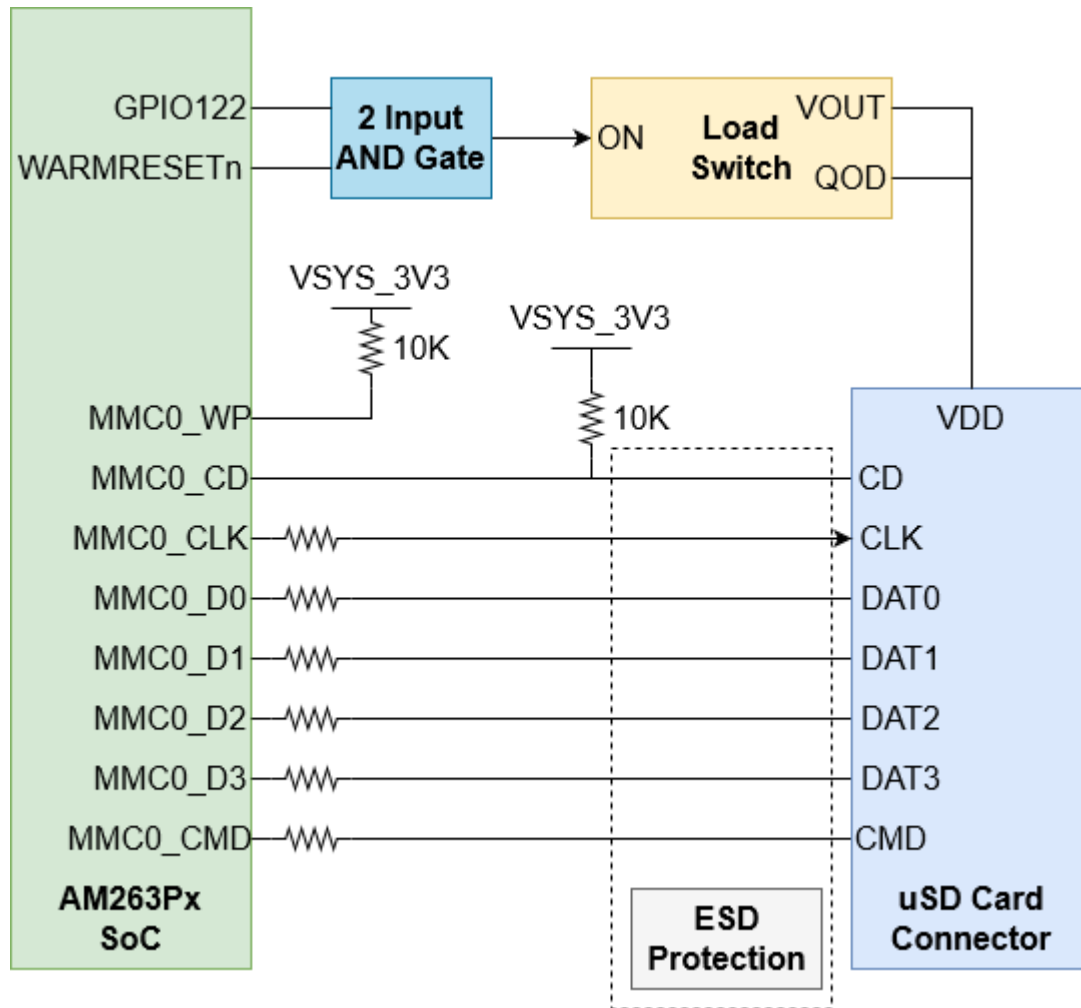 GPIO122
WARMRESETn
2 Input
AND Gate
ON
Load
Switch
VOUT
QOD
VSYS_3V3
10K
VSYS_3V3
10K
MMC0_WP
MMC0_CD
MMC0_CLK
MMC0_D0
MMC0_D1
MMC0_D2
MMC0_D3
MMC0_CMD
AM263Px
SoC
VDD
CD
CLK
DAT0
DAT1
DAT2
DAT3
CMD
ESD
Protection
uSD Card
Connector